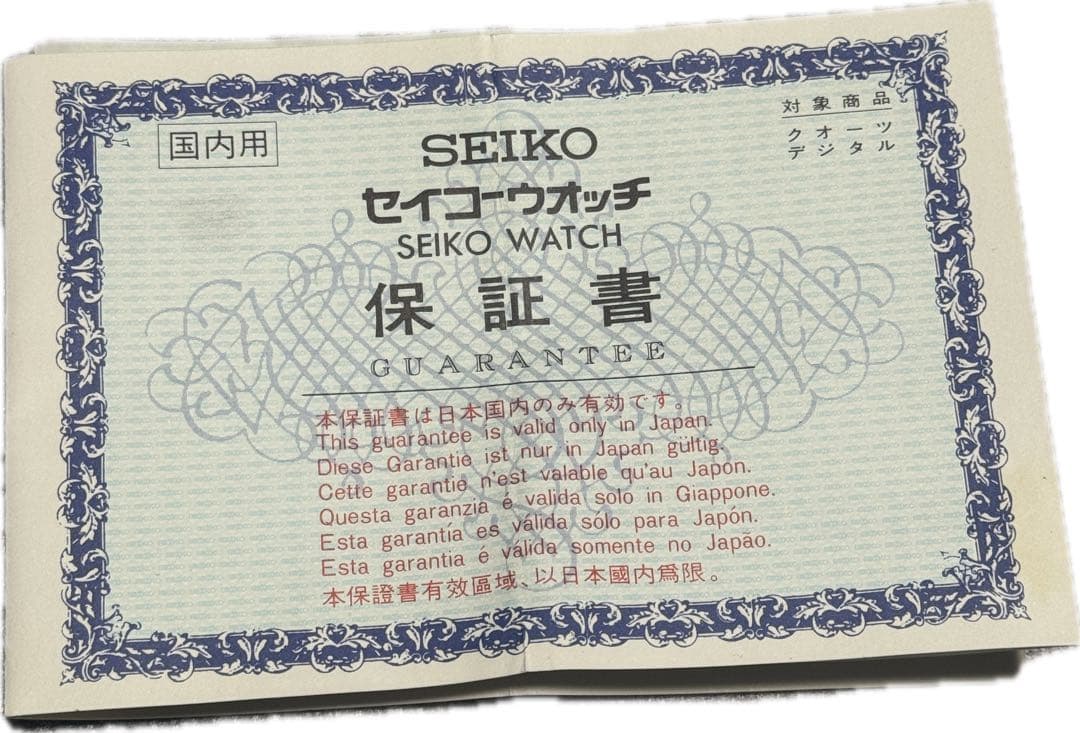 国内用
対象商品
クオーツ
デジタル
SEIKO
セイコーウオッチ
SEIKO WATCH
保証書
GUARANTEE
本保証書は日本国内のみ有効です。
This guarantee is valid only in Japan.
Diese Garantie ist nur in Japan gültig.
Cette garantie n'est valable qu'au Japon.
Questa garanzia é valida solo in Giappone.
Esta garantía es válida sólo para Japón.
Esta garantia é válida somente no Japão.
本保證書有效區域、以日本國内爲限。